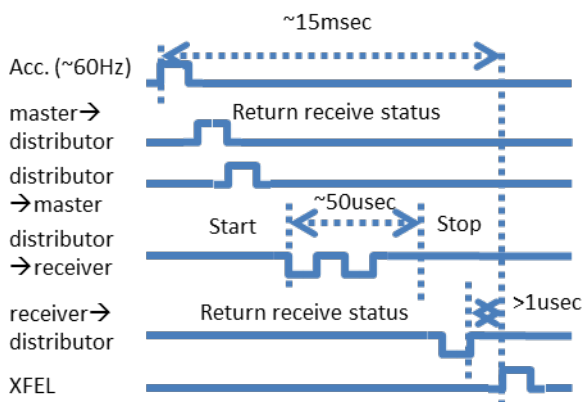 ~15msec
Acc. (~60Hz)
master→
distributor
Return receive status
distributor
→master
~50usec
Start
Stop
distributor
→receiver
>1usec
receiver→
distributor
Return receive status
XFEL